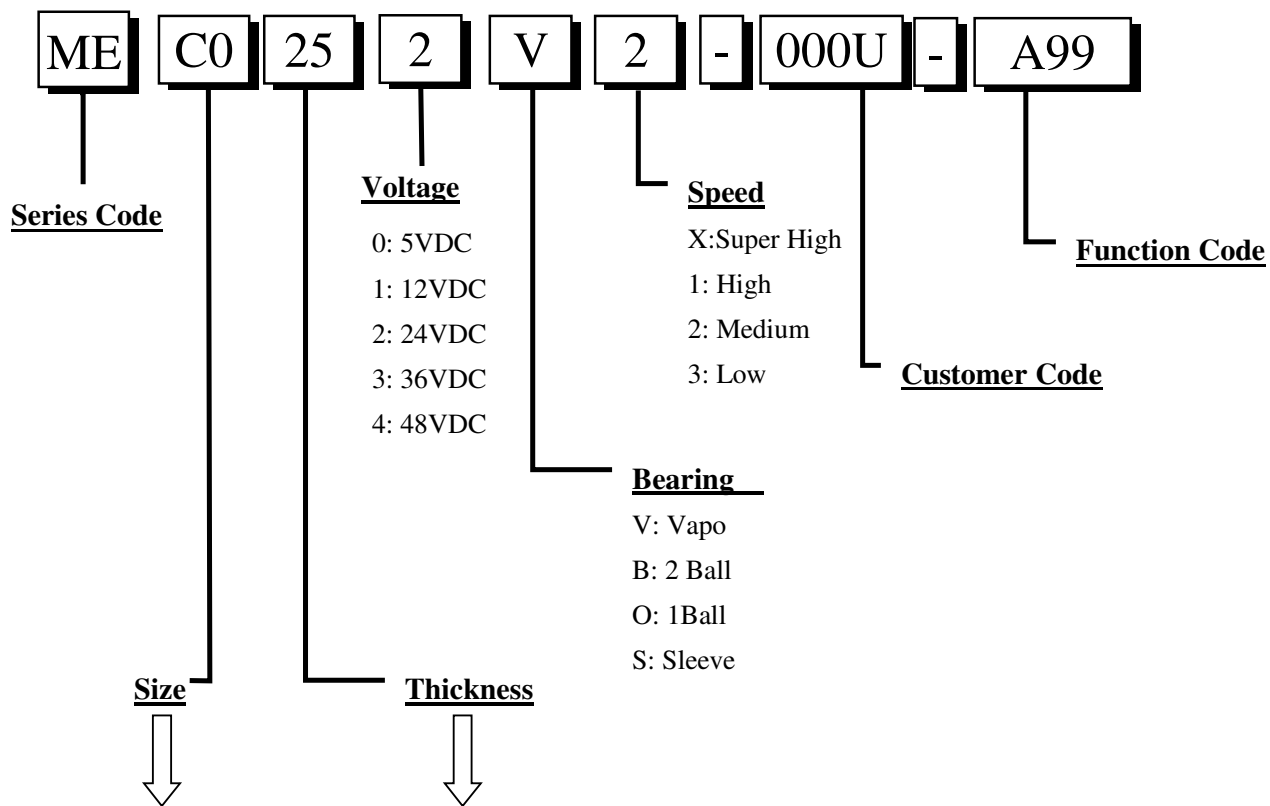 ME C0 25 2 V 2 - 000U - A99
Series Code
Voltage
0: 5VDC
1: 12VDC
2: 24VDC
3: 36VDC
4: 48VDC
Speed
X:Super High
1: High
2: Medium
3: Low
Function Code
Customer Code
Bearing
V: Vapo
B: 2 Ball
O: 1Ball
S: Sleeve
Size
Thickness